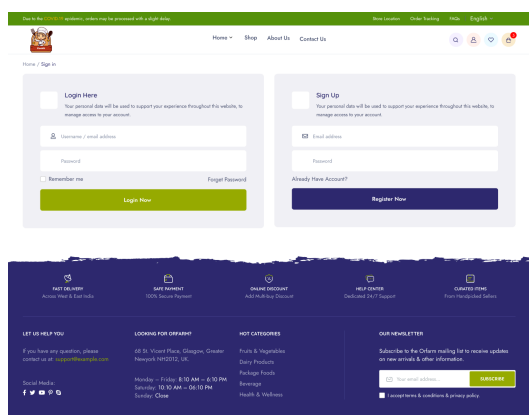 Due to the COVID 19 epidemic, orders may be processed with a slight delay.
Store Location Order Tracking FAQs English
Home Shop About Us Contact Us
Home / Sign in
Login Here
Your personal data will be used to support your experience throughout this website, to
manage access to your account.
Username / email address
Password
Remember me Forget Password
Login Now
Sign Up
Your personal data will be used to support your experience throughout this website, to
manage access to your account.
Email address
Password
Already Have Account?
Register Now
FAST DELIVERY
Across West & East India
SAFE PAYMENT
100% Secure Payment
ONLINE DISCOUNT
Add Multi-buy Discount
HELP CENTER
Dedicated 24/7 Support
CURATED ITEMS
From Handpicked Sellers
LET US HELP YOU
If you have any question, please
contact us at: support@example.com
Social Media:
LOOKING FOR ORFARM?
68 St. Vicent Place, Glasgow, Greater
Newyork NH2012, UK.
Monday – Friday: 8:10 AM – 6:10 PM
Saturday: 10:10 AM – 06:10 PM
Sunday: Close
HOT CATEGORIES
Fruits & Vegetables
Dairy Products
Package Foods
Beverage
Health & Wellness
OUR NEWSLETTER
Subscribe to the Orfarm mailing list to receive updates
on new arrivals & other information.
Your email address...
SUBSCRIBE
I accept terms & conditions & privacy policy.